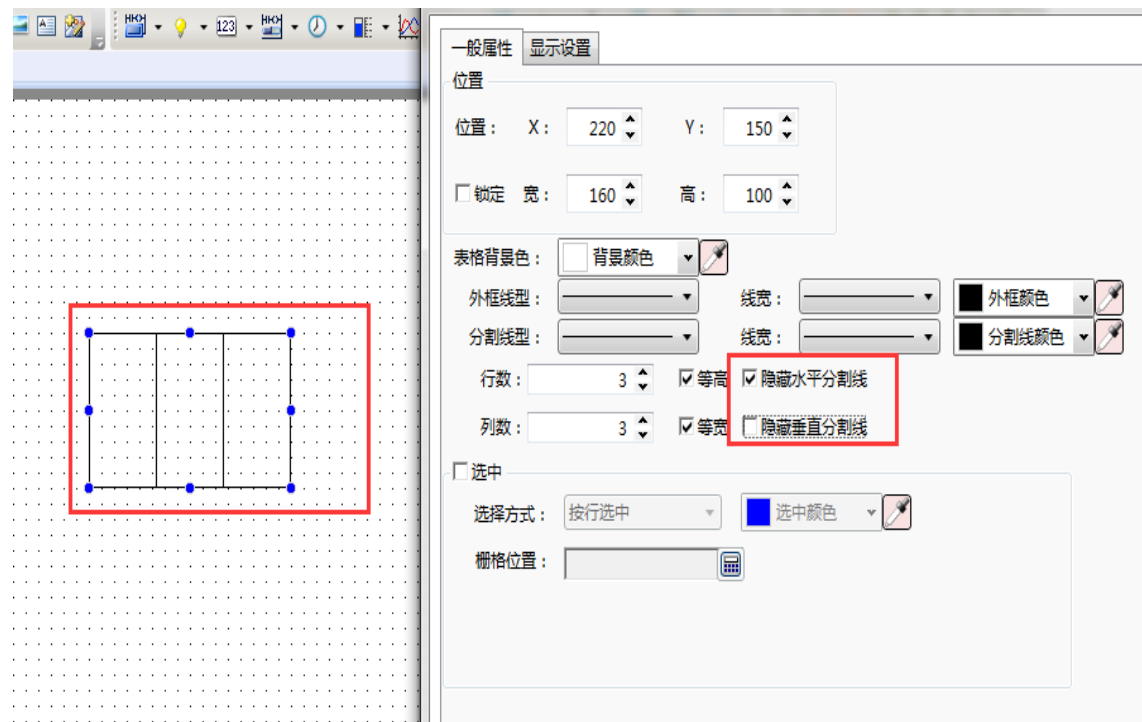 123
一般属性 显示设置
位置
位置： X： 220 Y： 150
锁定 宽： 160 高： 100
表格背景色： 背景颜色
外框线型： 线宽： 外框颜色
分割线型： 线宽： 分割线颜色
行数： 3 等高 隐藏水平分割线
列数： 3 等宽 隐藏垂直分割线
选中
选择方式： 按行选中 选中颜色
栅格位置：